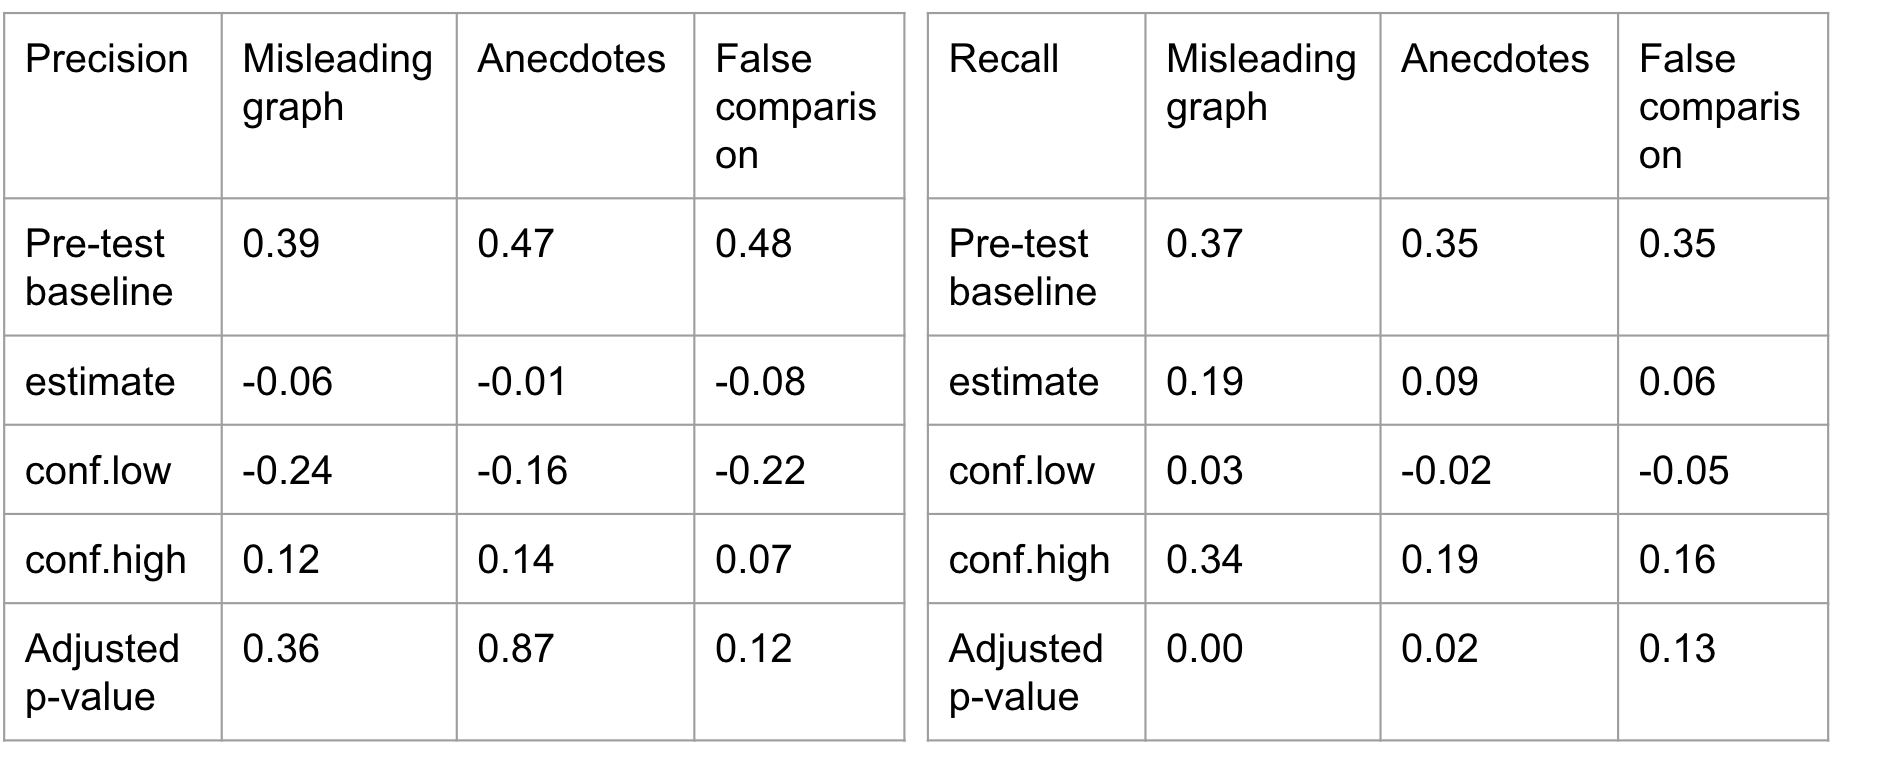 Precision Misleading graph Anecdotes False comparis on
Pre-test baseline 0.39 0.47 0.48
estimate -0.06 -0.01 -0.08
conf.low -0.24 -0.16 -0.22
conf.high 0.12 0.14 0.07
Adjusted p-value 0.36 0.87 0.12
Recall Misleading graph Anecdotes False comparis on
Pre-test baseline 0.37 0.35 0.35
estimate 0.19 0.09 0.06
conf.low 0.03 -0.02 -0.05
conf.high 0.34 0.19 0.16
Adjusted p-value 0.00 0.02 0.13